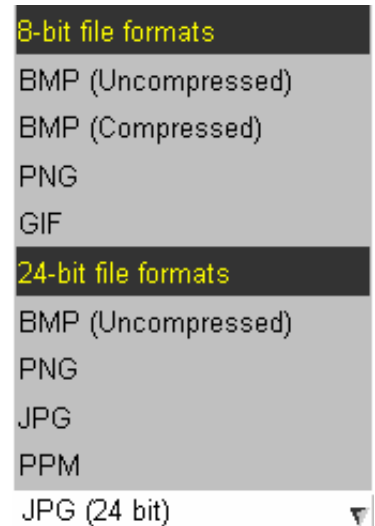 8-bit file formats
BMP (Uncompressed)
BMP (Compressed)
PNG
GIF
24-bit file formats
BMP (Uncompressed)
PNG
JPG
PPM
JPG (24 bit)